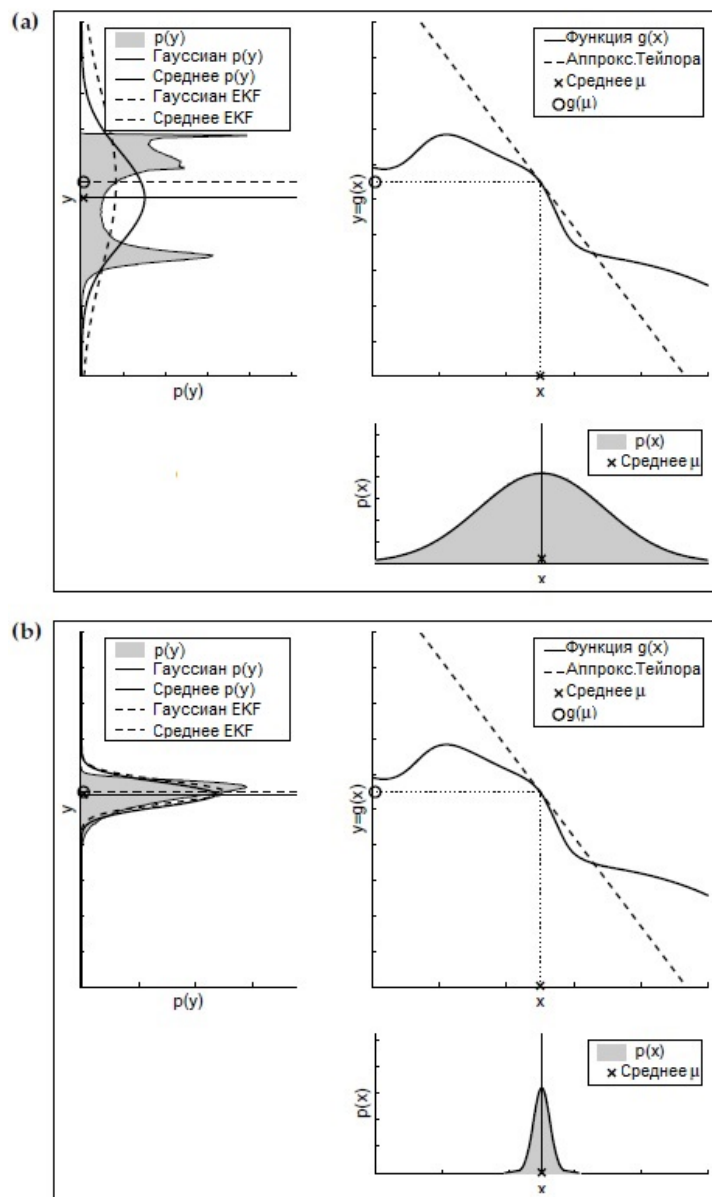 (a)
p(y)
Гауссиан p(y)
Среднее p(y)
Гауссиан EKF
Среднее EKF
y
p(y)
Функция g(x)
Аппрокс.Тейлора
Среднее μ
g(μ)
y=g(x)
x
p(x)
Среднее μ
p(x)
x
(b)
p(y)
Гауссиан p(y)
Среднее p(y)
Гауссиан EKF
Среднее EKF
y
p(y)
Функция g(x)
Аппрокс.Тейлора
Среднее μ
g(μ)
y=g(x)
x
p(x)
Среднее μ
p(x)
x